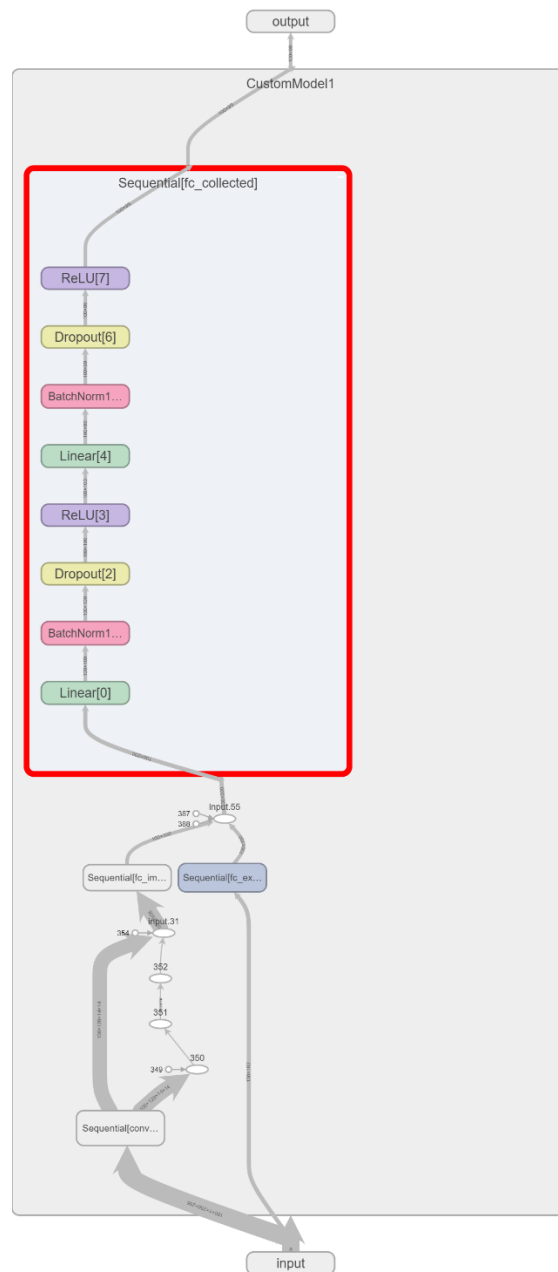 output
CustomModel1
Sequential[fc_collected]
ReLU[7]
Dropout[6]
BatchNorm1...
Linear[4]
ReLU[3]
Dropout[2]
BatchNorm1...
Linear[0]
input.55
387
388
Sequential[fc_im...
Sequential[fc_ex...
input.31
354
352
351
350
349
Sequential[conv...
input